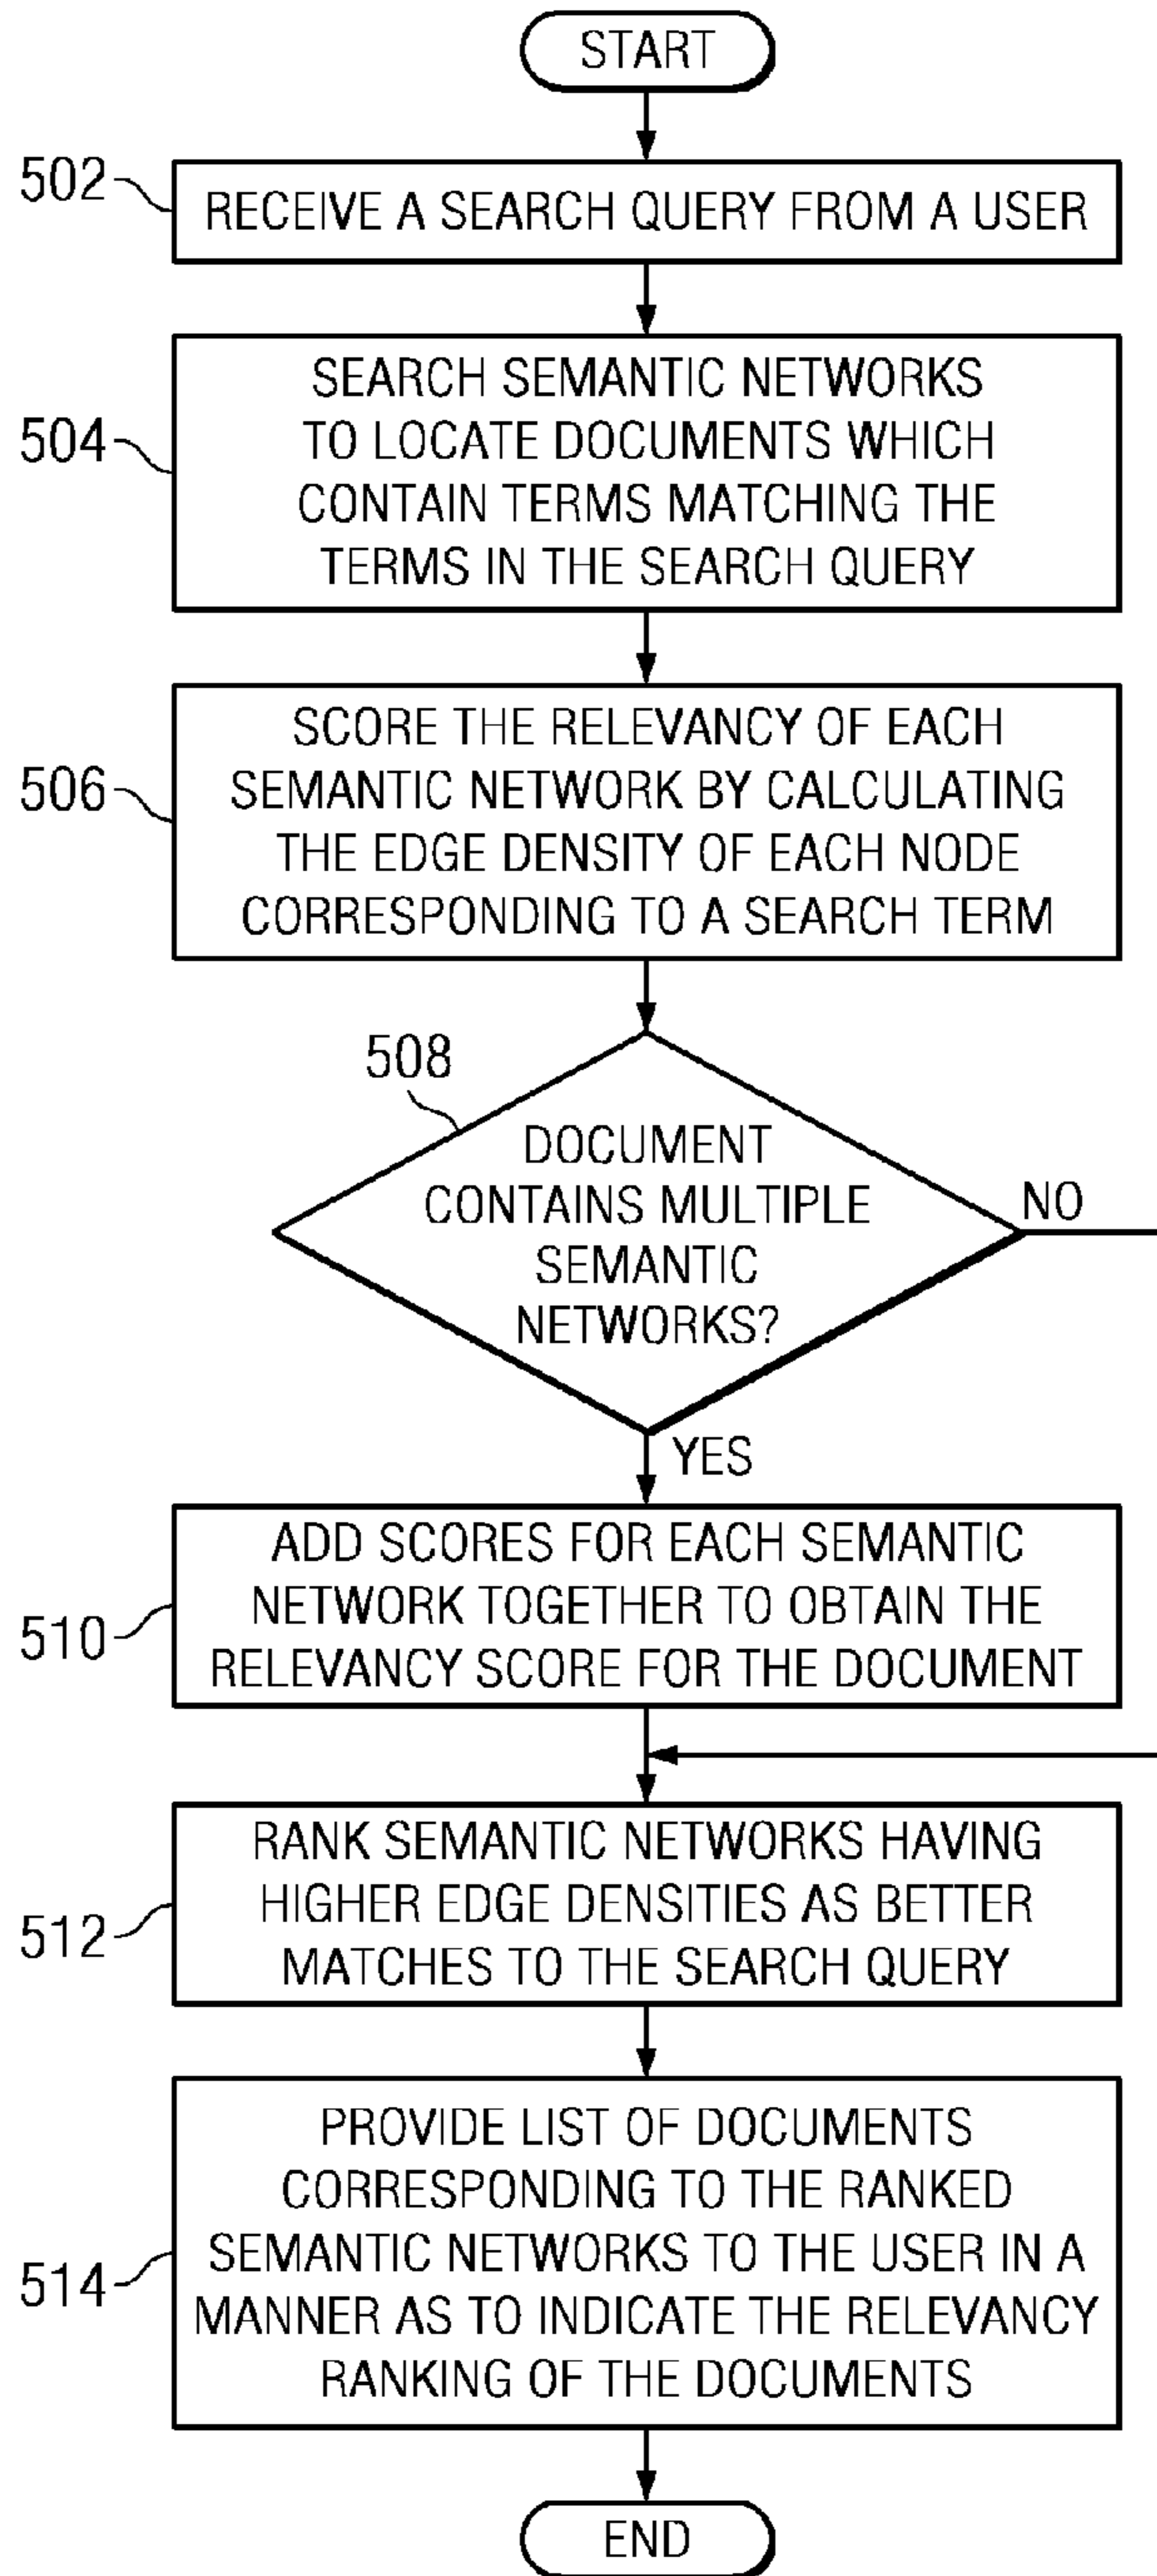 START
502
RECEIVE A SEARCH QUERY FROM A USER
504
SEARCH SEMANTIC NETWORKS
TO LOCATE DOCUMENTS WHICH
CONTAIN TERMS MATCHING THE
TERMS IN THE SEARCH QUERY
506
SCORE THE RELEVANCY OF EACH
SEMANTIC NETWORK BY CALCULATING
THE EDGE DENSITY OF EACH NODE
CORRESPONDING TO A SEARCH TERM
508
DOCUMENT
CONTAINS MULTIPLE
SEMANTIC
NETWORKS?
NO
YES
510
ADD SCORES FOR EACH SEMANTIC
NETWORK TOGETHER TO OBTAIN THE
RELEVANCY SCORE FOR THE DOCUMENT
512
RANK SEMANTIC NETWORKS HAVING
HIGHER EDGE DENSITIES AS BETTER
MATCHES TO THE SEARCH QUERY
514
PROVIDE LIST OF DOCUMENTS
CORRESPONDING TO THE RANKED
SEMANTIC NETWORKS TO THE USER IN A
MANNER AS TO INDICATE THE RELEVANCY
RANKING OF THE DOCUMENTS
END